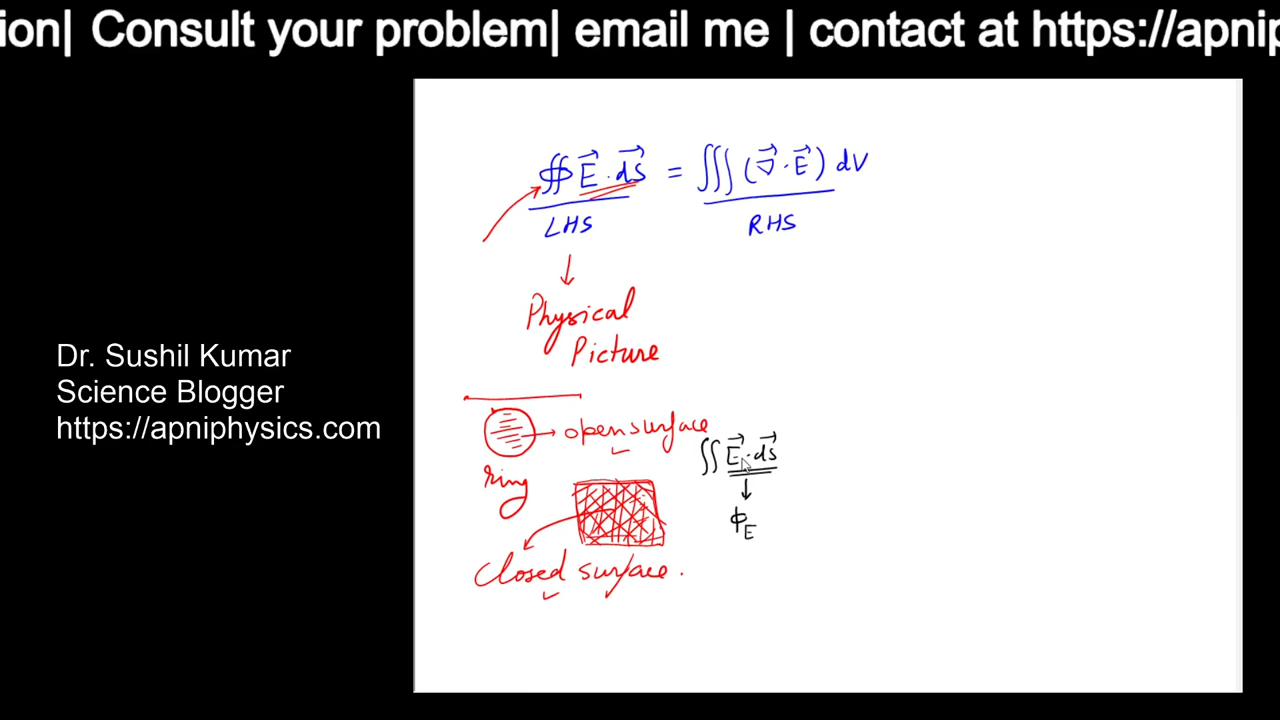 ion| Consult your problem| email me | contact at https://apnip
∯ E⃗ · dS⃗ = ∭ (∇⃗ · E⃗) dV
LHS
RHS
Physical
Picture
open surface
ring
∬ E⃗ · ds⃗
ϕE
closed surface.
Dr. Sushil Kumar
Science Blogger
https://apniphysics.com